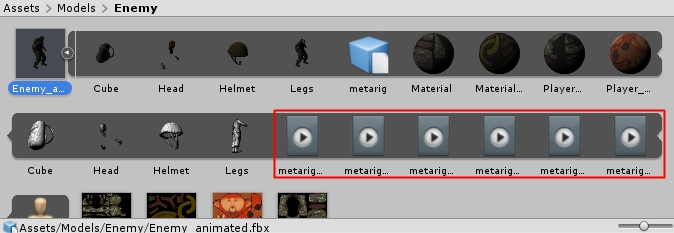 Assets > Models > Enemy
Enemy_a... Cube Head Helmet Legs metarig Material Material... Player... Player_...
Cube Head Helmet Legs metarig... metarig... metarig... metarig... metarig... metarig...
Assets/Models/Enemy/Enemy_animated.fbx